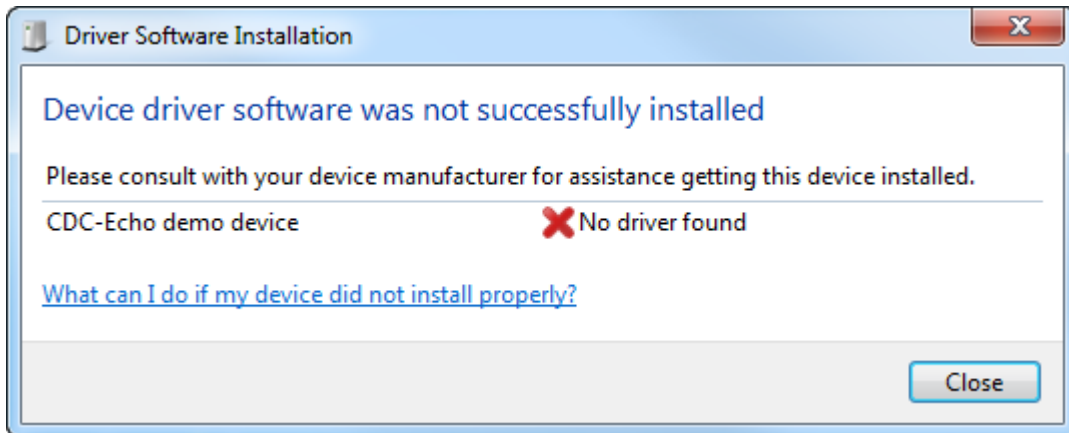 Driver Software Installation
Device driver software was not successfully installed
Please consult with your device manufacturer for assistance getting this device installed.
CDC-Echo demo device No driver found
What can I do if my device did not install properly?
Close